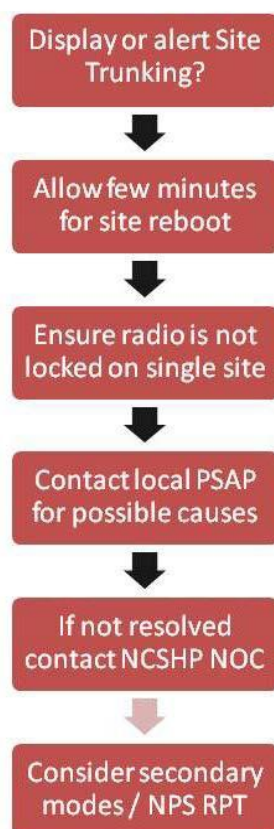 Display or alert Site
Trunking?
Allow few minutes
for site reboot
Ensure radio is not
locked on single site
Contact local PSAP
for possible causes
If not resolved
contact NCSHP NOC
Consider secondary
modes / NPS RPT